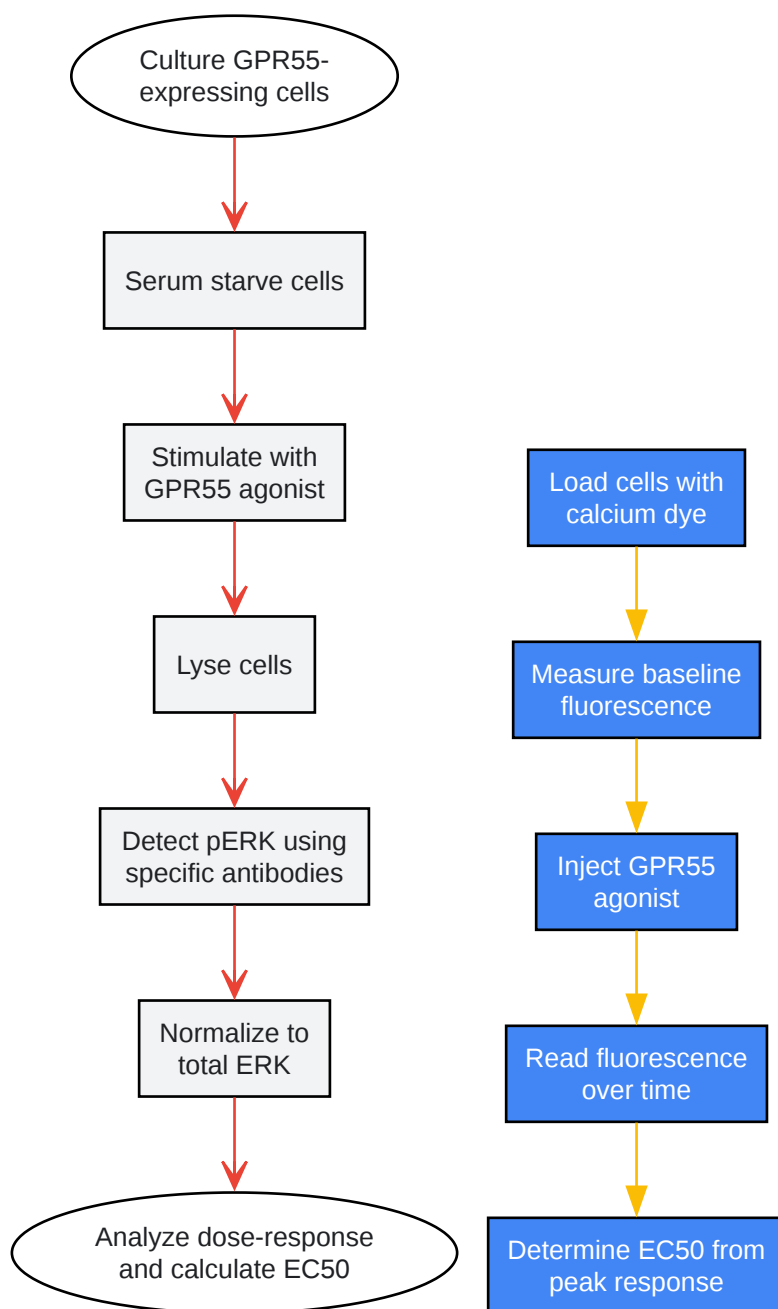 Culture GPR55-
expressing cells
Serum starve cells
Stimulate with
GPR55 agonist
Lyse cells
Detect pERK using
specific antibodies
Normalize to
total ERK
Analyze dose-response
and calculate EC50
Load cells with
calcium dye
Measure baseline
fluorescence
Inject GPR55
agonist
Read fluorescence
over time
Determine EC50 from
peak response